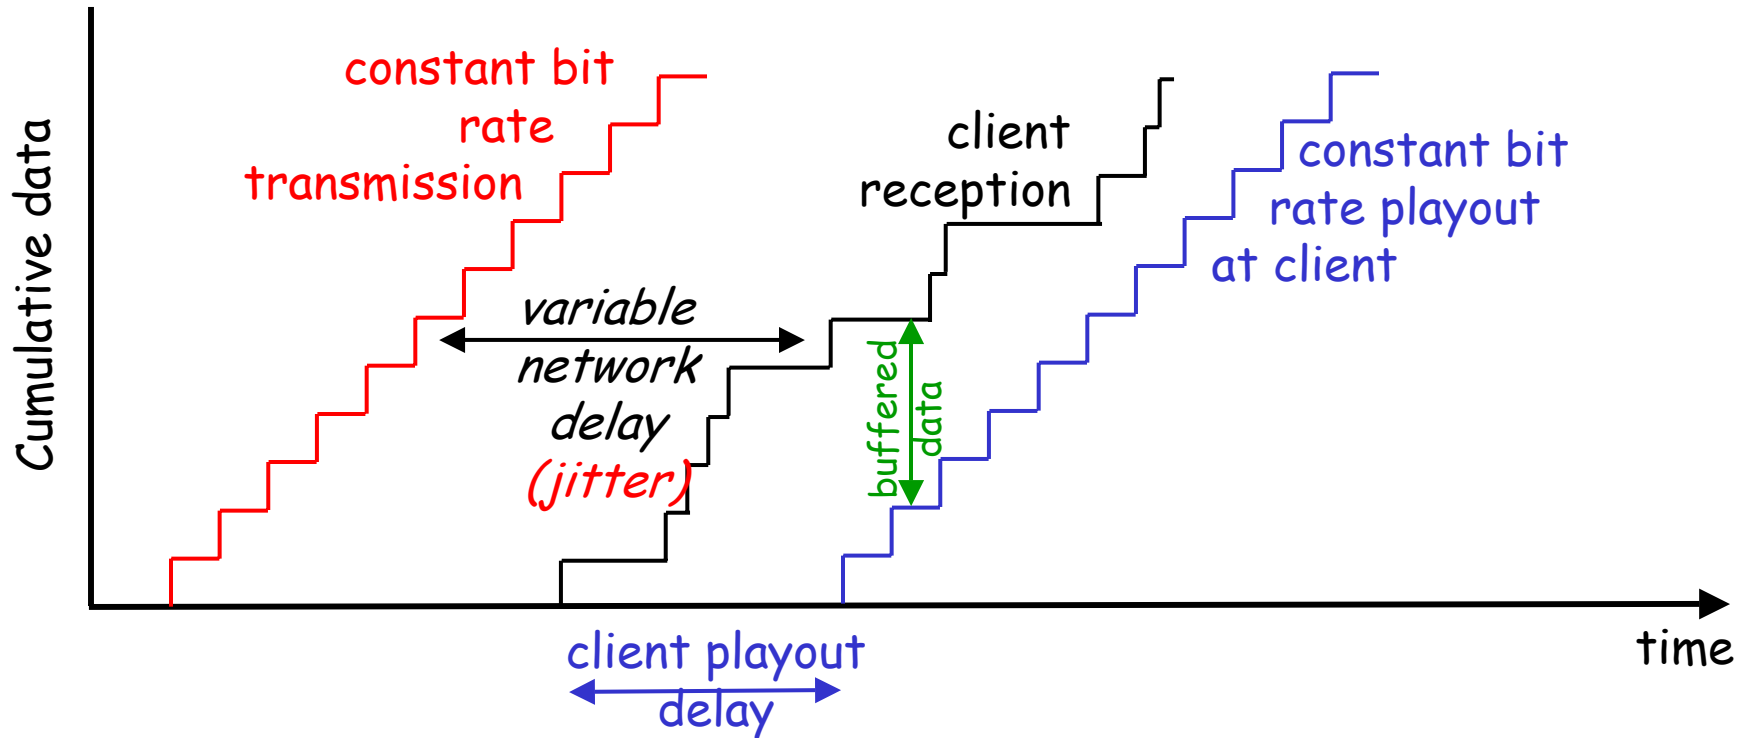 constant bit
rate
transmission
Cumulative data
client
reception
constant bit
rate playout
at client
variable
network
delay
(jitter)
buffered
data
client playout
delay
time